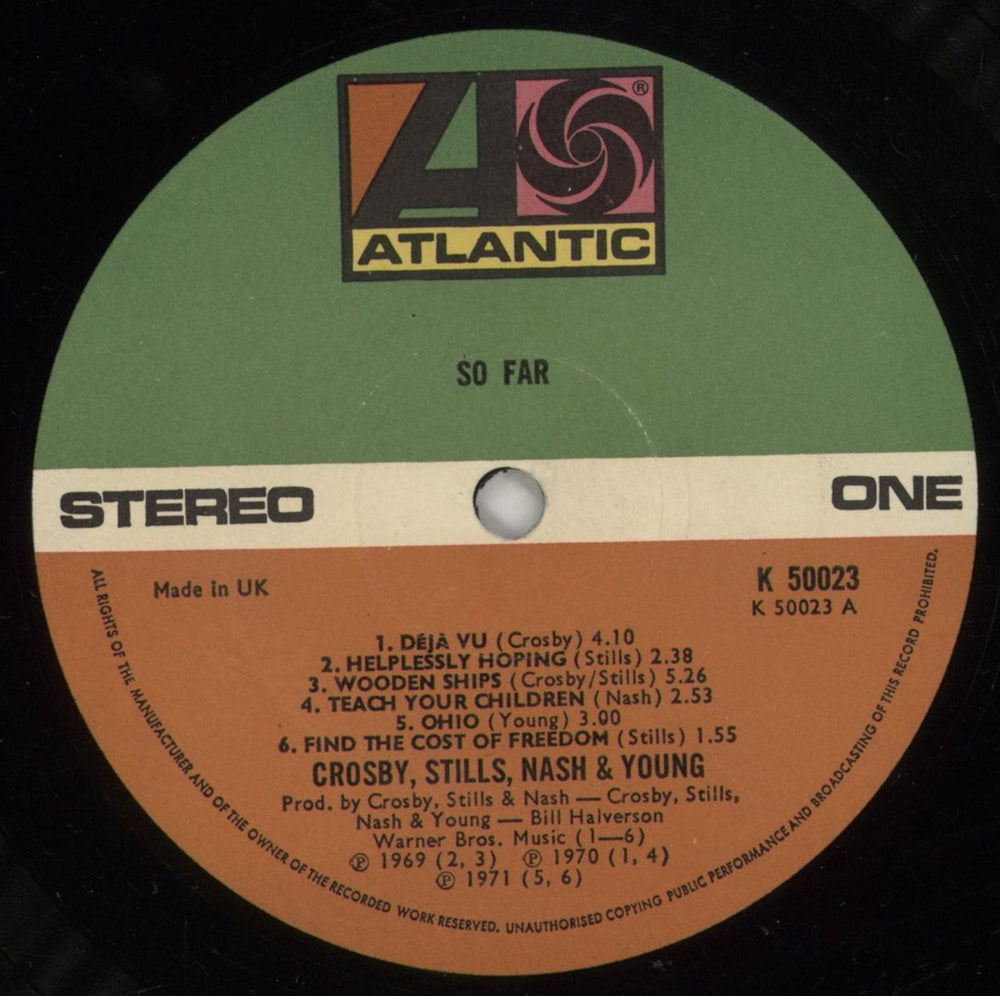 ®
ATLANTIC
SO FAR
STEREO
ONE
Made in UK
K 50023
K 50023 A
1. DÉJÀ VU (Crosby) 4.10
2. HELPLESSLY HOPING (Stills) 2.38
3. WOODEN SHIPS (Crosby/Stills) 5.26
4. TEACH YOUR CHILDREN (Nash) 2.53
5. OHIO (Young) 3.00
6. FIND THE COST OF FREEDOM (Stills) 1.55
CROSBY, STILLS, NASH & YOUNG
Prod. by Crosby, Stills & Nash — Crosby, Stills,
Nash & Young — Bill Halverson
Warner Bros. Music (1—6)
℗ 1969 (2, 3) ℗ 1970 (1, 4)
℗ 1971 (5, 6)
ALL RIGHTS OF THE MANUFACTURER AND OF THE OWNER OF THE RECORDED WORK RESERVED. UNAUTHORISED COPYING PUBLIC PERFORMANCE AND BROADCASTING OF THIS RECORD PROHIBITED.